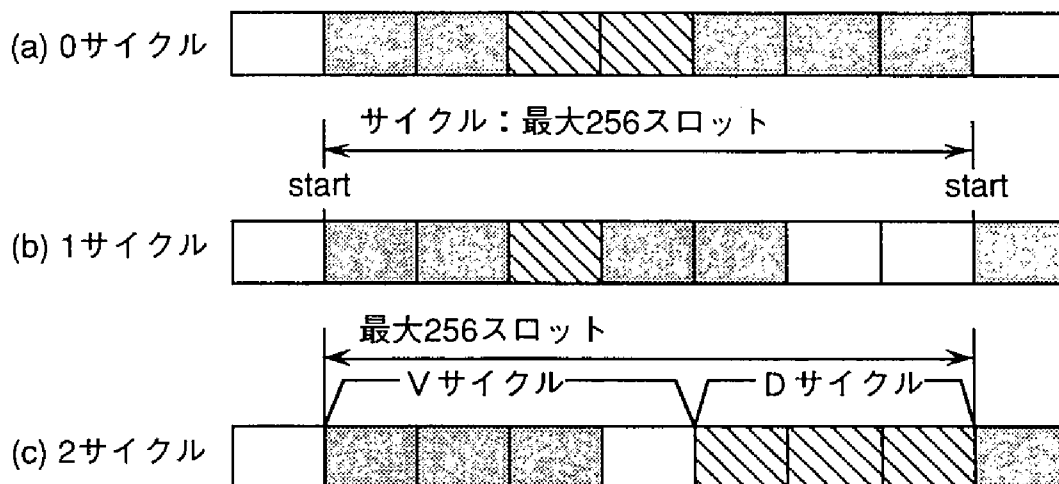 (a) 0サイクル
サイクル：最大256スロット
start start
(b) 1サイクル
最大256スロット
Vサイクル Dサイクル
(c) 2サイクル